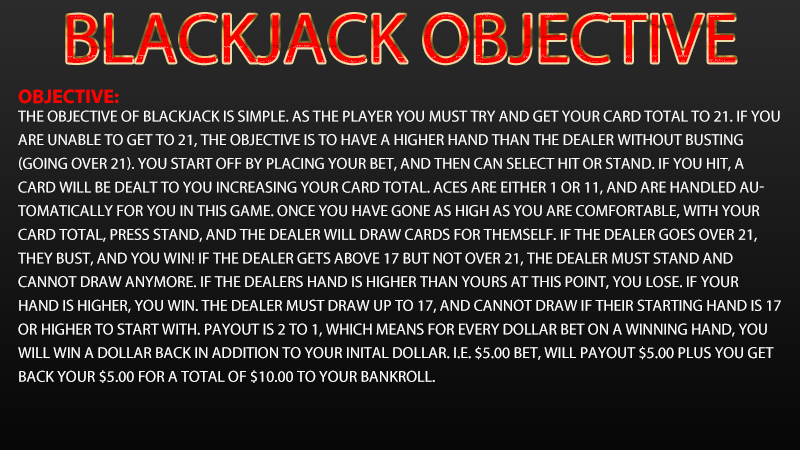 BLACKJACK OBJECTIVE
OBJECTIVE:
THE OBJECTIVE OF BLACKJACK IS SIMPLE. AS THE PLAYER YOU MUST TRY AND GET YOUR CARD TOTAL TO 21. IF YOU
ARE UNABLE TO GET TO 21, THE OBJECTIVE IS TO HAVE A HIGHER HAND THAN THE DEALER WITHOUT BUSTING
(GOING OVER 21). YOU START OFF BY PLACING YOUR BET, AND THEN CAN SELECT HIT OR STAND. IF YOU HIT, A
CARD WILL BE DEALT TO YOU INCREASING YOUR CARD TOTAL. ACES ARE EITHER 1 OR 11, AND ARE HANDLED AU-
TOMATICALLY FOR YOU IN THIS GAME. ONCE YOU HAVE GONE AS HIGH AS YOU ARE COMFORTABLE, WITH YOUR
CARD TOTAL, PRESS STAND, AND THE DEALER WILL DRAW CARDS FOR THEMSELF. IF THE DEALER GOES OVER 21,
THEY BUST, AND YOU WIN! IF THE DEALER GETS ABOVE 17 BUT NOT OVER 21, THE DEALER MUST STAND AND
CANNOT DRAW ANYMORE. IF THE DEALERS HAND IS HIGHER THAN YOURS AT THIS POINT, YOU LOSE. IF YOUR
HAND IS HIGHER, YOU WIN. THE DEALER MUST DRAW UP TO 17, AND CANNOT DRAW IF THEIR STARTING HAND IS 17
OR HIGHER TO START WITH. PAYOUT IS 2 TO 1, WHICH MEANS FOR EVERY DOLLAR BET ON A WINNING HAND, YOU
WILL WIN A DOLLAR BACK IN ADDITION TO YOUR INITAL DOLLAR. I.E. $5.00 BET, WILL PAYOUT $5.00 PLUS YOU GET
BACK YOUR $5.00 FOR A TOTAL OF $10.00 TO YOUR BANKROLL.